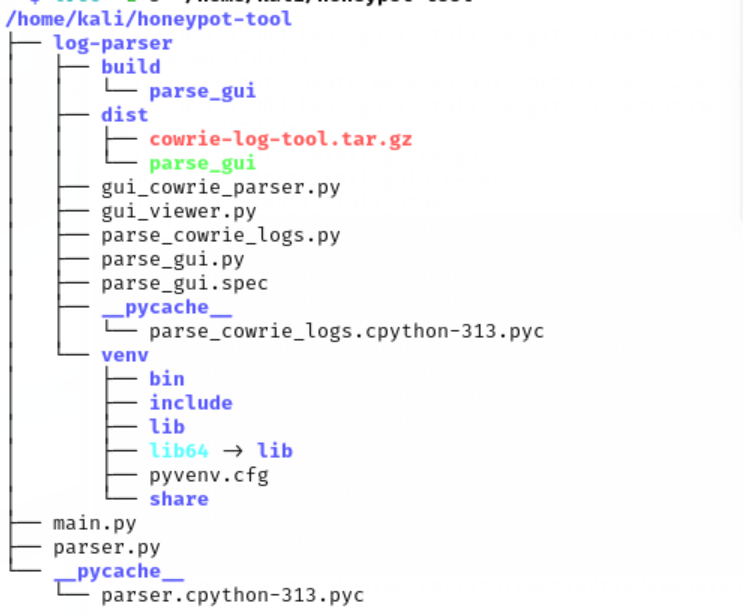 /home/kali/honeypot-tool
├── log-parser
│   ├── build
│   │   └── parse_gui
│   ├── dist
│   │   ├── cowrie-log-tool.tar.gz
│   │   └── parse_gui
│   ├── gui_cowrie_parser.py
│   ├── gui_viewer.py
│   ├── parse_cowrie_logs.py
│   ├── parse_gui.py
│   ├── parse_gui.spec
│   ├── __pycache__
│   │   └── parse_cowrie_logs.cpython-313.pyc
│   └── venv
│       ├── bin
│       ├── include
│       ├── lib
│       ├── lib64 → lib
│       ├── pyvenv.cfg
│       └── share
├── main.py
├── parser.py
└── __pycache__
    └── parser.cpython-313.pyc